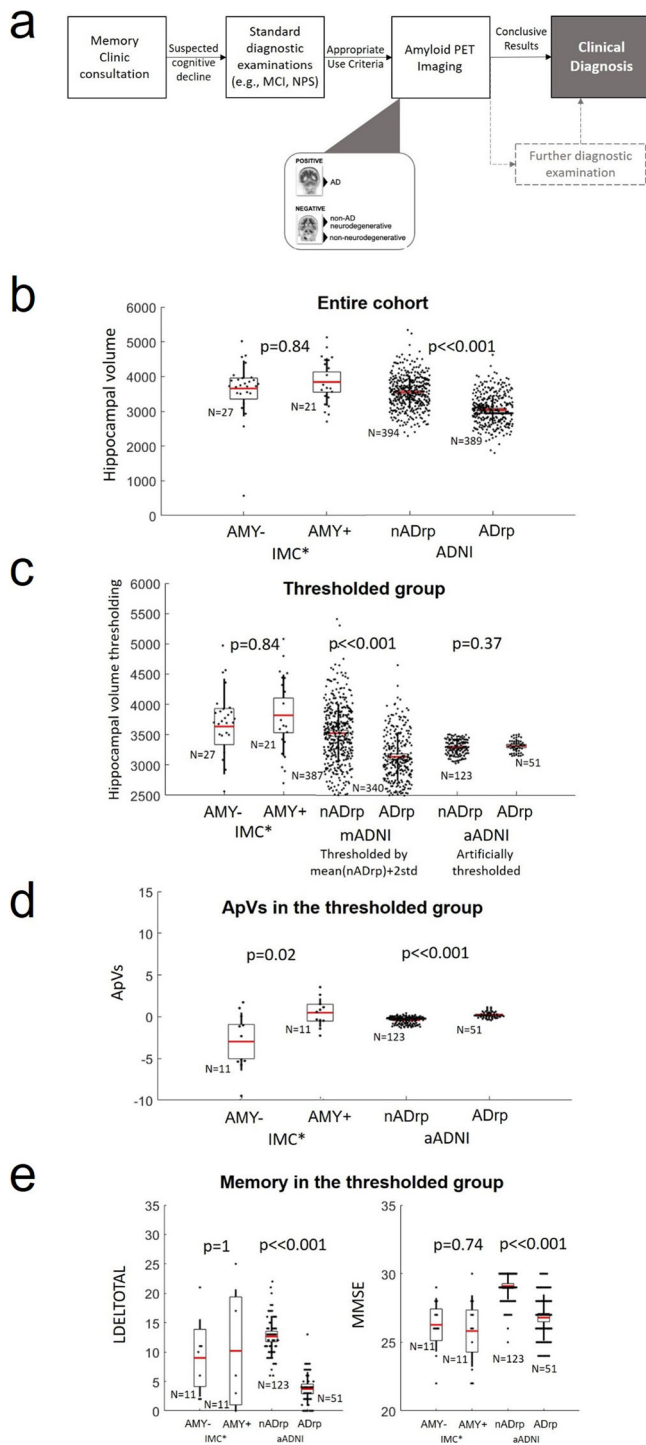 a
Memory
Clinic
consultation
Suspected
cognitive
decline
Standard
diagnostic
examinations
(e.g., MCI, NPS)
Appropriate
Use Criteria
Amyloid PET
Imaging
Conclusive
Results
Clinical
Diagnosis
Further diagnostic
examination
POSITIVE
AD
NEGATIVE
non-AD
neurodegenerative
non-neurodegenerative
b
Entire cohort
Hippocampal volume
6000
5000
4000
3000
2000
1000
0
p=0.84
p<<0.001
N=27
N=21
N=394
N=389
AMY-
AMY+
nADrp
ADrp
IMC*
ADNI
c
Thresholded group
Hippocampal volume thresholding
6000
5500
5000
4500
4000
3500
3000
2500
p=0.84
p<<0.001
p=0.37
N=27
N=21
N=387
N=340
N=123
N=51
AMY-
AMY+
nADrp
ADrp
nADrp
ADrp
IMC*
mADNI
aADNI
Thresholded by
mean(nADrp)+2std
Artificially
thresholded
d
ApVs in the thresholded group
ApVs
15
10
5
0
-5
-10
p=0.02
p<<0.001
N=11
N=11
N=123
N=51
AMY-
AMY+
nADrp
ADrp
IMC*
aADNI
e
Memory in the thresholded group
LDELTOTAL
35
30
25
20
15
10
5
0
p=1
p<<0.001
N=11
N=11
N=123
N=51
AMY-
AMY+
nADrp
ADrp
IMC*
aADNI
MMSE
35
30
25
20
p=0.74
p<<0.001
N=11
N=11
N=123
N=51
AMY-
AMY+
nADrp
ADrp
IMC*
aADNI